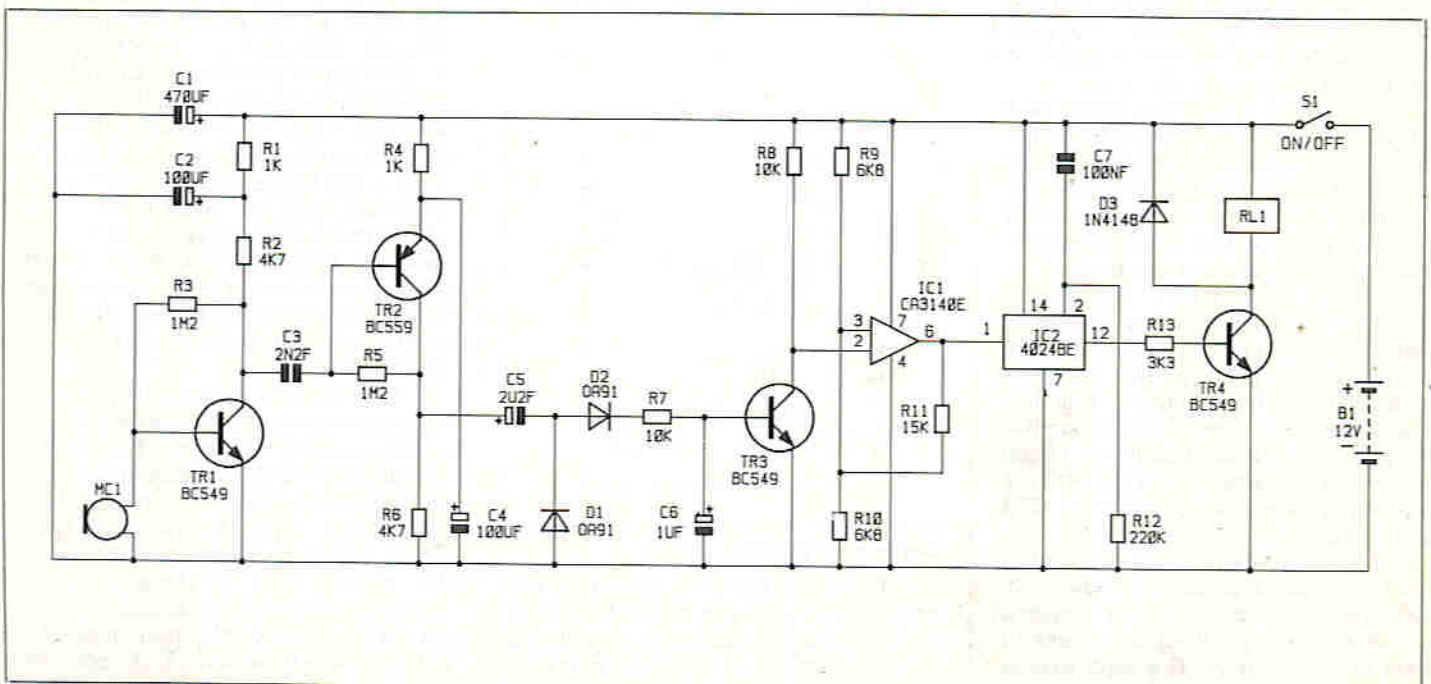 C1
470UF
+
C2
100UF
+
R1
1K
R2
4K7
R3
1M2
TR1
BC549
MC1
C3
2N2F
R4
1K
TR2
BC559
R5
1M2
R6
4K7
+
C4
100UF
C5
2U2F
+
D2
OA91
D1
OA91
R7
10K
+
C6
1UF
TR3
BC549
R8
10K
R9
6K8
IC1
CA3140E
3
2
7
4
6
R11
15K
R10
6K8
1
14
2
IC2
4024BE
7
12
C7
100NF
R12
220K
R13
3K3
D3
1N4148
RL1
TR4
BC549
S1
ON/OFF
+
B1
12V
−